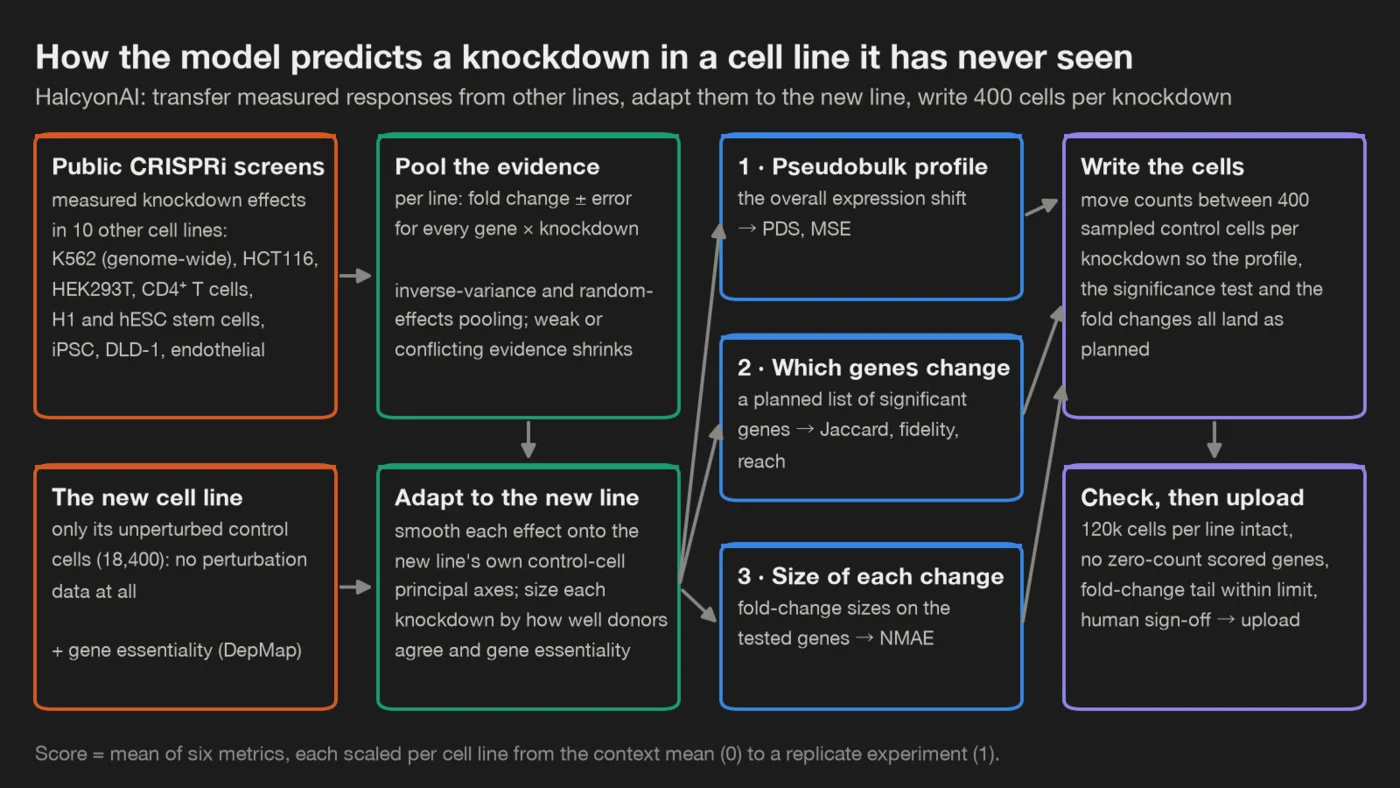 How the model predicts a knockdown in a cell line it has never seen
HalcyonAI: transfer measured responses from other lines, adapt them to the new line, write 400 cells per knockdown
Public CRISPRi screens
measured knockdown effects
in 10 other cell lines:
K562 (genome-wide), HCT116,
HEK293T, CD4⁺ T cells,
H1 and hESC stem cells,
iPSC, DLD-1, endothelial
The new cell line
only its unperturbed control
cells (18,400): no perturbation
data at all
+ gene essentiality (DepMap)
Pool the evidence
per line: fold change ± error
for every gene × knockdown
inverse-variance and random-
effects pooling; weak or
conflicting evidence shrinks
Adapt to the new line
smooth each effect onto the
new line's own control-cell
principal axes; size each
knockdown by how well donors
agree and gene essentiality
1 · Pseudobulk profile
the overall expression shift
→ PDS, MSE
2 · Which genes change
a planned list of significant
genes → Jaccard, fidelity,
reach
3 · Size of each change
fold-change sizes on the
tested genes → NMAE
Write the cells
move counts between 400
sampled control cells per
knockdown so the profile,
the significance test and the
fold changes all land as
planned
Check, then upload
120k cells per line intact,
no zero-count scored genes,
fold-change tail within limit,
human sign-off → upload
Score = mean of six metrics, each scaled per cell line from the context mean (0) to a replicate experiment (1).